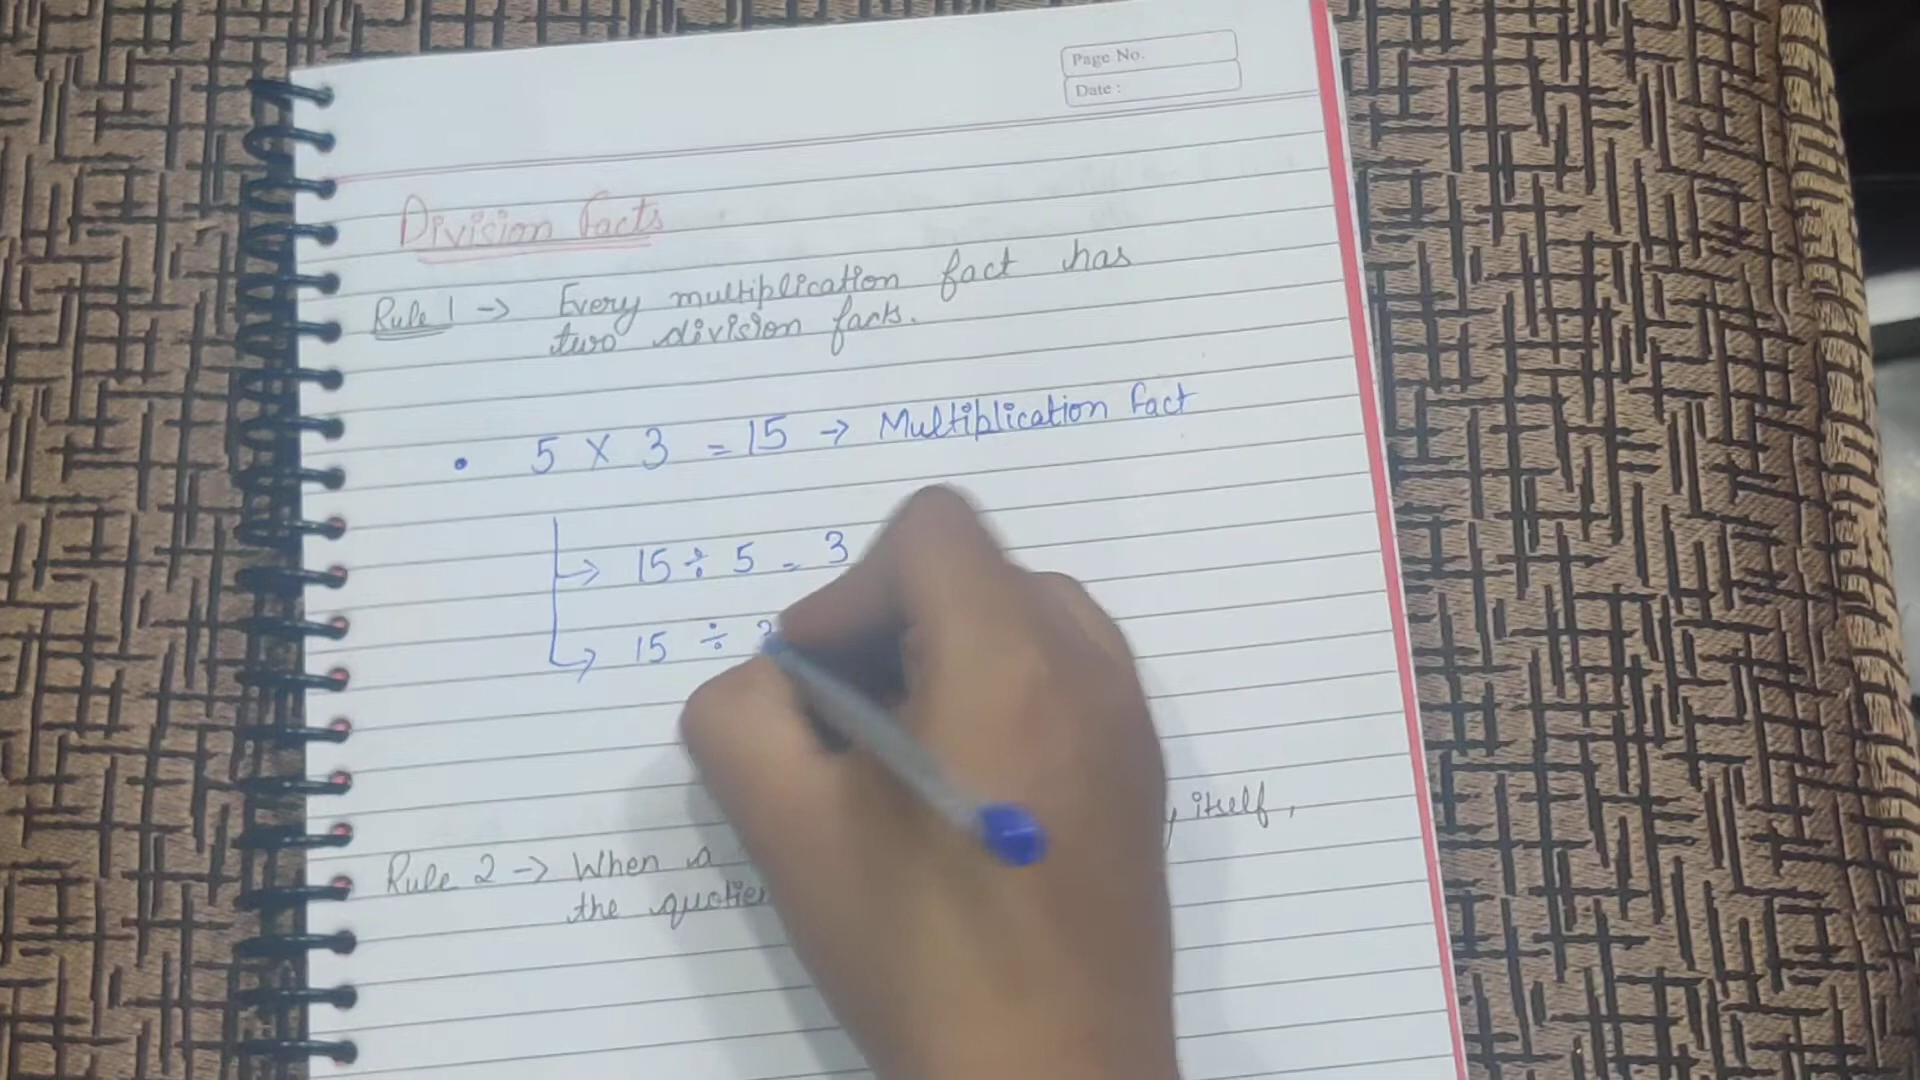 Page No.
Date :
Division Facts
Rule 1 → Every multiplication fact has
two division facts.
• 5 × 3 = 15 → Multiplication Fact
→ 15 ÷ 5 = 3
→ 15 ÷ 3
Rule 2 → When a itself,
the